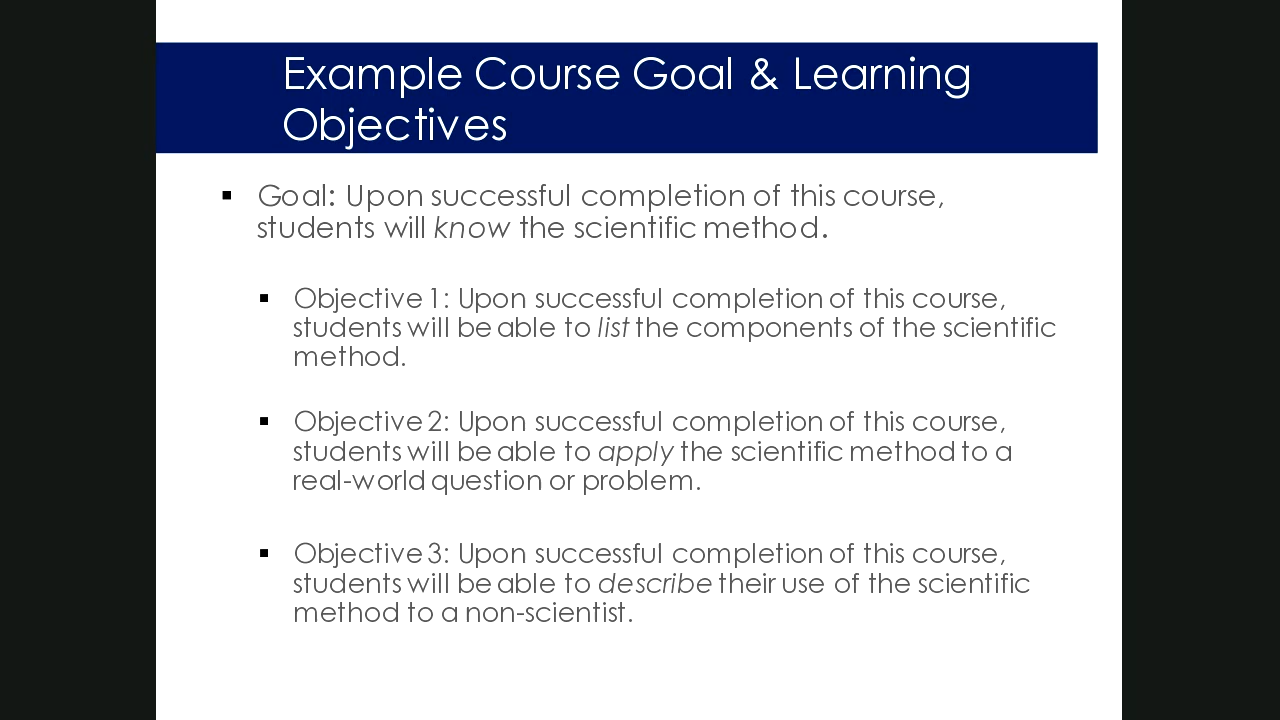 Example Course Goal & Learning
Objectives
Goal: Upon successful completion of this course,
students will know the scientific method.
Objective 1: Upon successful completion of this course,
students will be able to list the components of the scientific
method.
Objective 2: Upon successful completion of this course,
students will be able to apply the scientific method to a
real-world question or problem.
Objective 3: Upon successful completion of this course,
students will be able to describe their use of the scientific
method to a non-scientist.